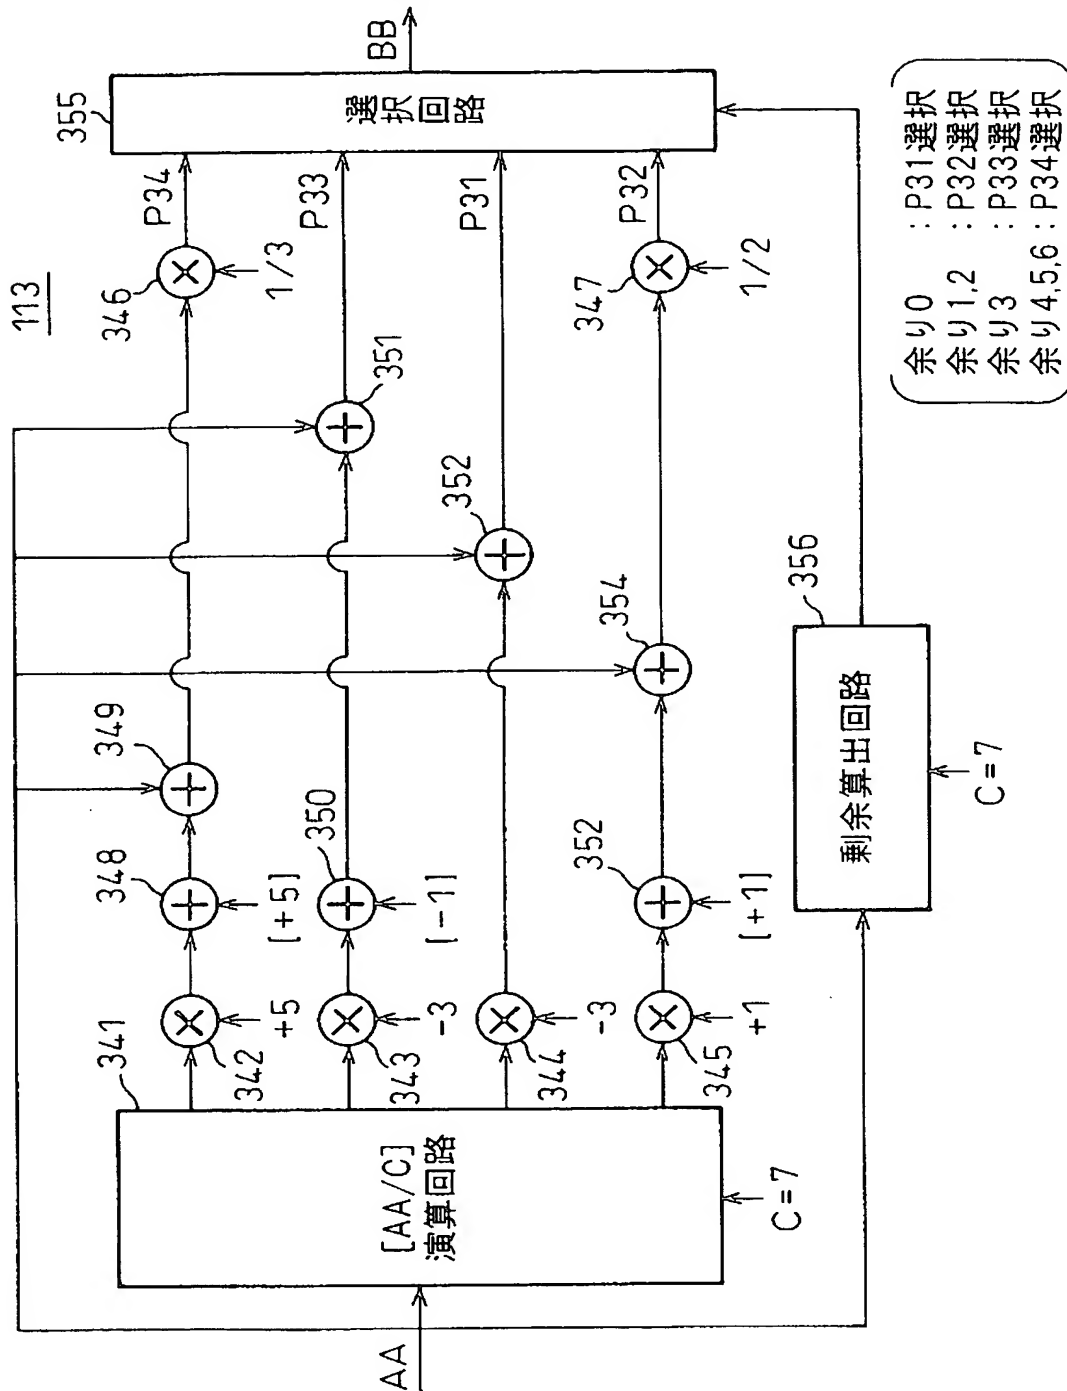 113
AA
[AA/C]
演算回路
341
C=7
342
+5
343
-3
344
-3
345
+1
348
[+5]
349
350
[-1]
352
[+1]
354
352
351
346
1/3
347
1/2
P34
P33
P31
P32
355
選択回路
BB
356
剰余算出回路
C=7
余り0 :P31選択
余り1,2 :P32選択
余り3 :P33選択
余り4,5,6:P34選択